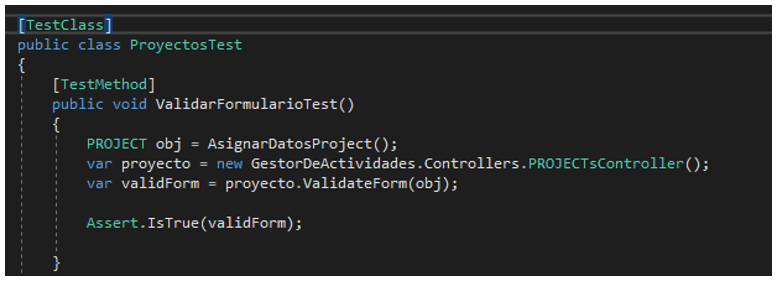 [TestClass]
public class ProyectosTest
{
[TestMethod]
public void ValidarFormularioTest()
{
PROJECT obj = AsignarDatosProject();
var proyecto = new GestorDeActividades.Controllers.PROJECTsController();
var validForm = proyecto.ValidateForm(obj);
Assert.IsTrue(validForm);
}